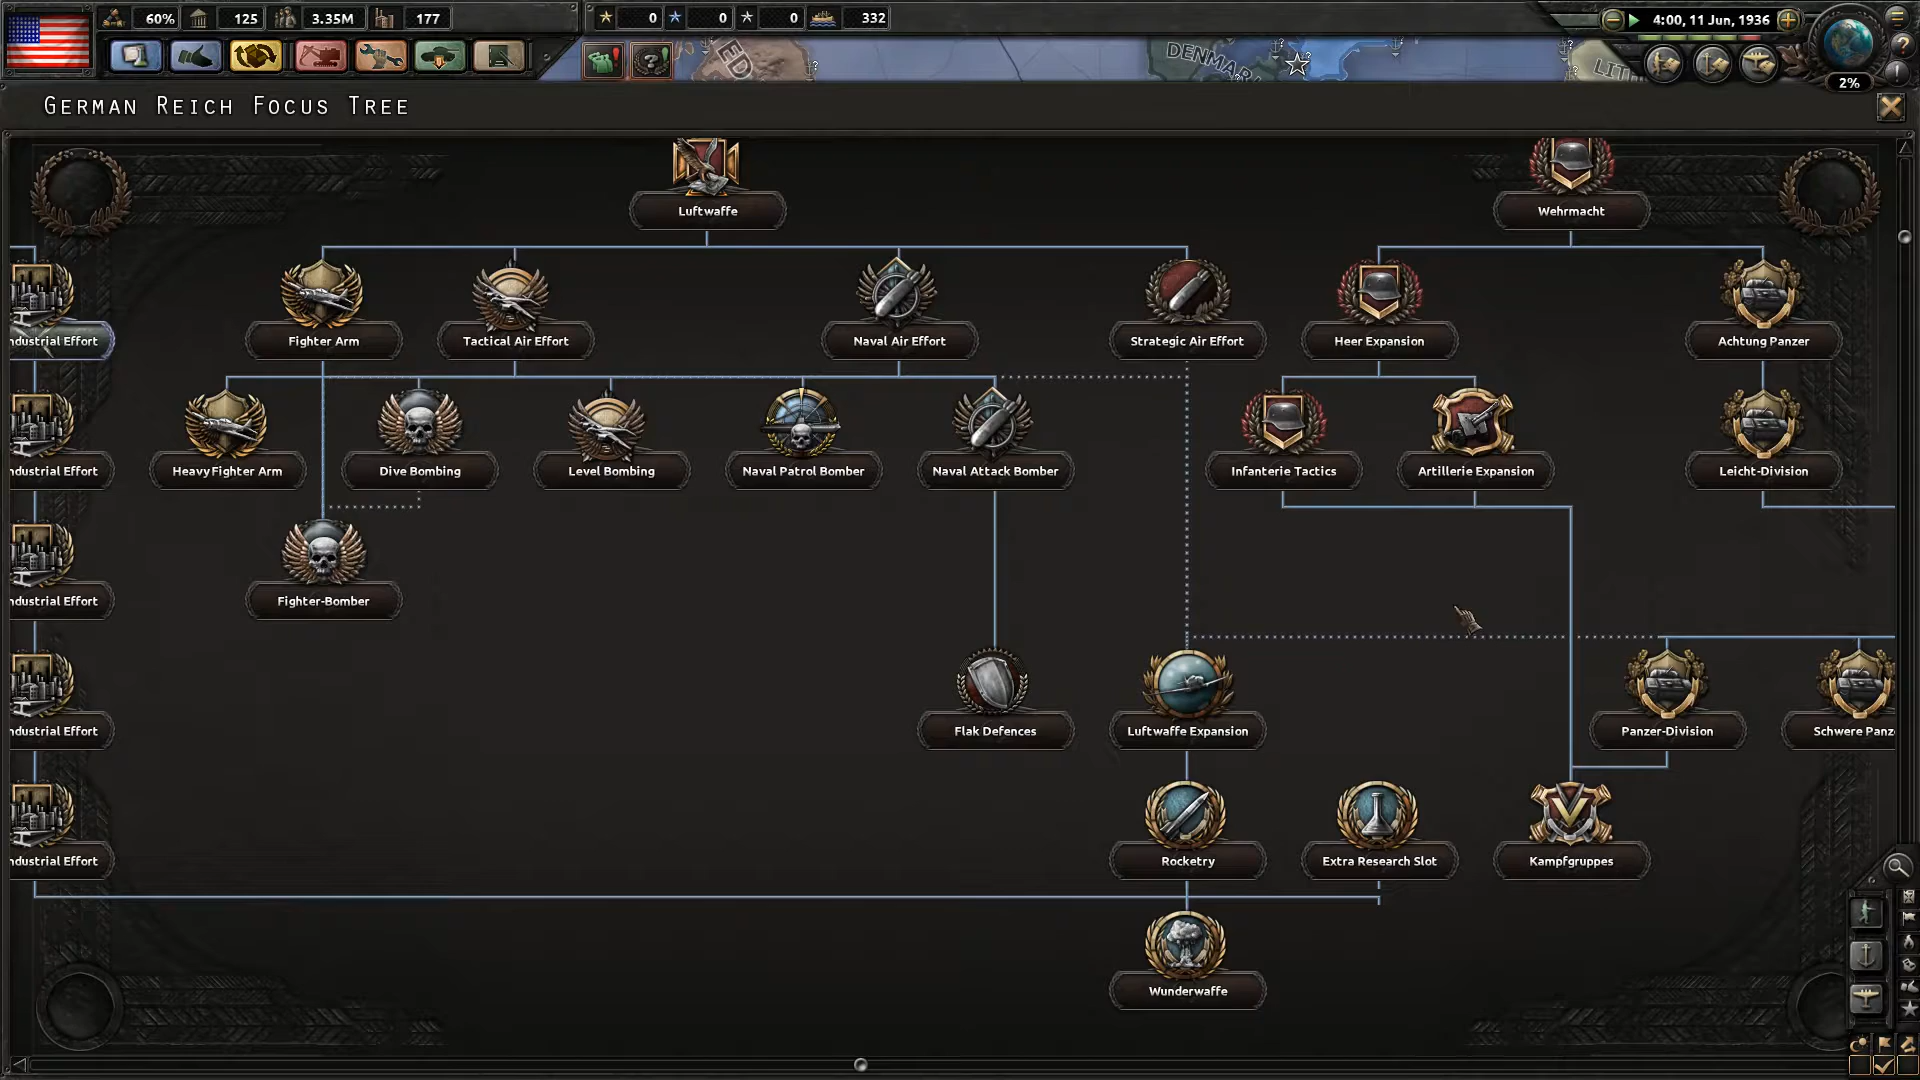 60%
125
3.35M
177
0
0
0
332
4:00, 11 Jun, 1936
2%
DENMAR
LITH
ED
German Reich Focus Tree
Luftwaffe
Wehrmacht
ndustrial Effort
Fighter Arm
Tactical Air Effort
Naval Air Effort
Strategic Air Effort
Heer Expansion
Achtung Panzer
ndustrial Effort
Heavy Fighter Arm
Dive Bombing
Level Bombing
Naval Patrol Bomber
Naval Attack Bomber
Infanterie Tactics
Artillerie Expansion
Leicht-Division
ndustrial Effort
Fighter-Bomber
ndustrial Effort
Flak Defences
Luftwaffe Expansion
Panzer-Division
Schwere Panze
ndustrial Effort
Rocketry
Extra Research Slot
Kampfgruppes
Wunderwaffe